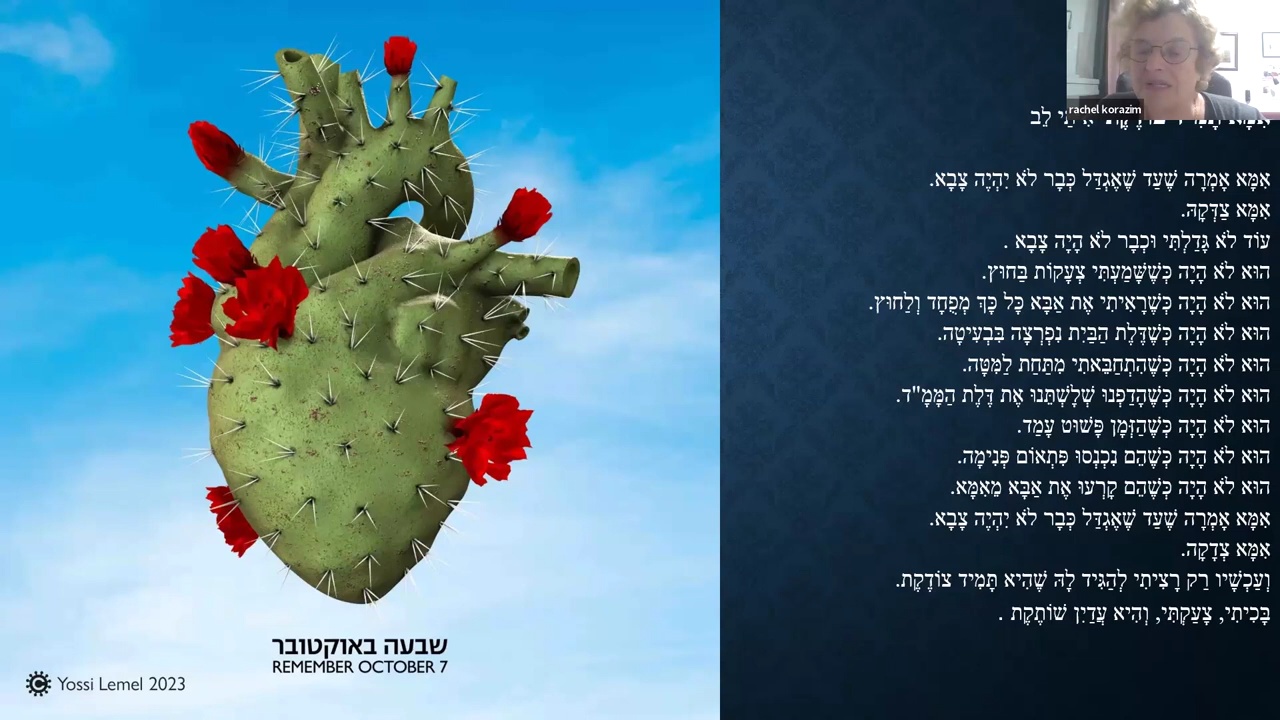 rachel korazim
לֵב
אִמָּא אָמְרָה שֶׁעַד שֶׁאֶגְדַּל כְּבָר לֹא יִהְיֶה צָבָא.
אִמָּא צַדְּקָה.
עוֹד לֹא גָּדַלְתִּי וּכְבָר לֹא הָיָה צָבָא .
הוּא לֹא הָיָה כְּשֶׁשָּׁמַעְתִּי צְעָקוֹת בַּחוּץ.
הוּא לֹא הָיָה כְּשֶׁרָאִיתִי אֶת אַבָּא כָּל כָּךְ מְפֻחָד וְלַחוּץ.
הוּא לֹא הָיָה כְּשֶׁדֶּלֶת הַבַּיִת נִפְרְצָה בִּבְעִיטָה.
הוּא לֹא הָיָה כְּשֶׁהִתְחַבֵּאתִי מִתַּחַת לַמִּטָּה.
הוּא לֹא הָיָה כְּשֶׁהָדַפְנוּ שְׁלָשְׁתֵּנוּ אֶת דֶּלֶת הַמָּמָ"ד.
הוּא לֹא הָיָה כְּשֶׁהַזְּמָן פָּשׁוּט עָמַד.
הוּא לֹא הָיָה כְּשֶׁהֵם נִכְנְסוּ פִּתְאוֹם פְּנִימָה.
הוּא לֹא הָיָה כְּשֶׁהֵם קָרְעוּ אֶת אַבָּא מֵאִמָּא.
אִמָּא אָמְרָה שֶׁעַד שֶׁאֶגְדַּל כְּבָר לֹא יִהְיֶה צָבָא.
אִמָּא צָדְקָה.
וְעַכְשָׁיו רַק רָצִיתִי לְהַגִּיד לָהּ שֶׁהִיא תָּמִיד צוֹדֶקֶת.
בָּכִיתִי, צָעַקְתִּי, וְהִיא עֲדַיִן שׁוֹתֶקֶת .
שבעה באוקטובר
REMEMBER OCTOBER 7
Yossi Lemel 2023